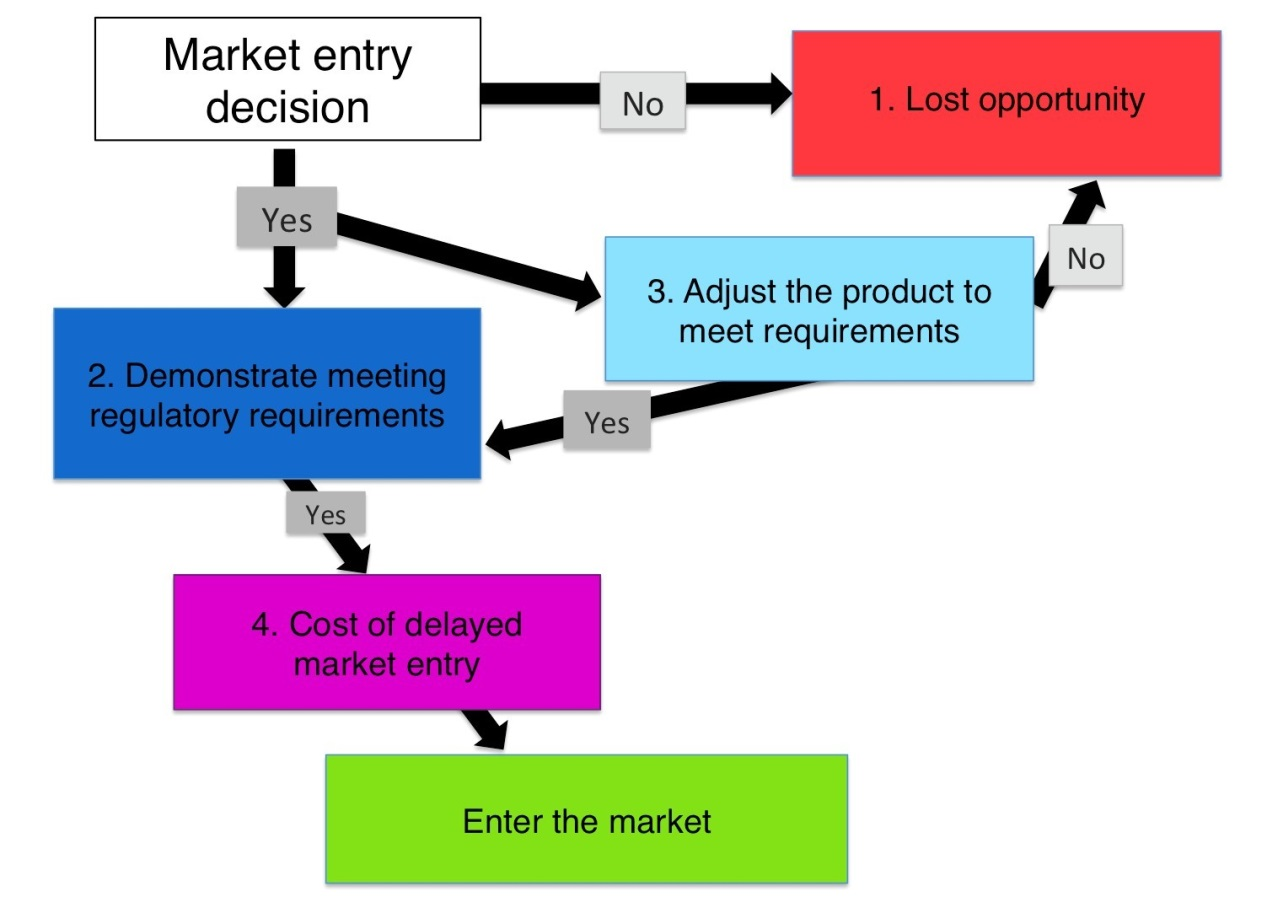 Market entry
decision
No
1. Lost opportunity
Yes
3. Adjust the product to
meet requirements
No
2. Demonstrate meeting
regulatory requirements
Yes
Yes
4. Cost of delayed
market entry
Enter the market